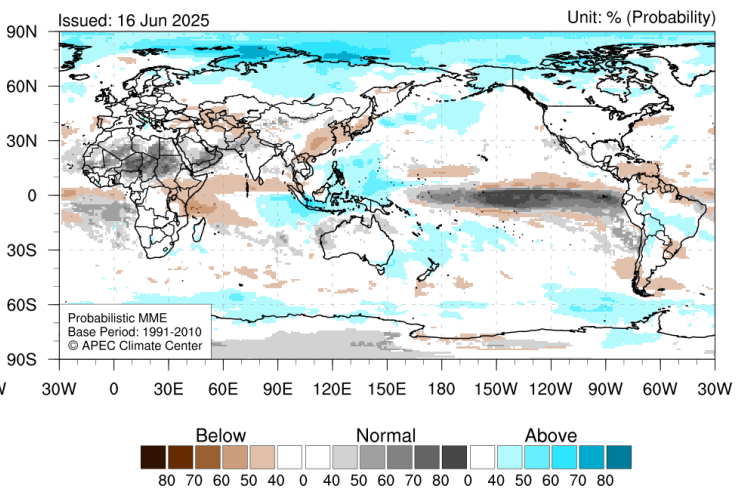 Issued: 16 Jun 2025
Unit: % (Probability)
90N
60N
30N
0
30S
60S
90S
Probabilistic MME
Base Period: 1991-2010
© APEC Climate Center
W 30W 0 30E 60E 90E 120E 150E 180 150W 120W 90W 60W 30W
Below Normal Above
80 70 60 50 40 0 40 50 60 70 80 0 40 50 60 70 80